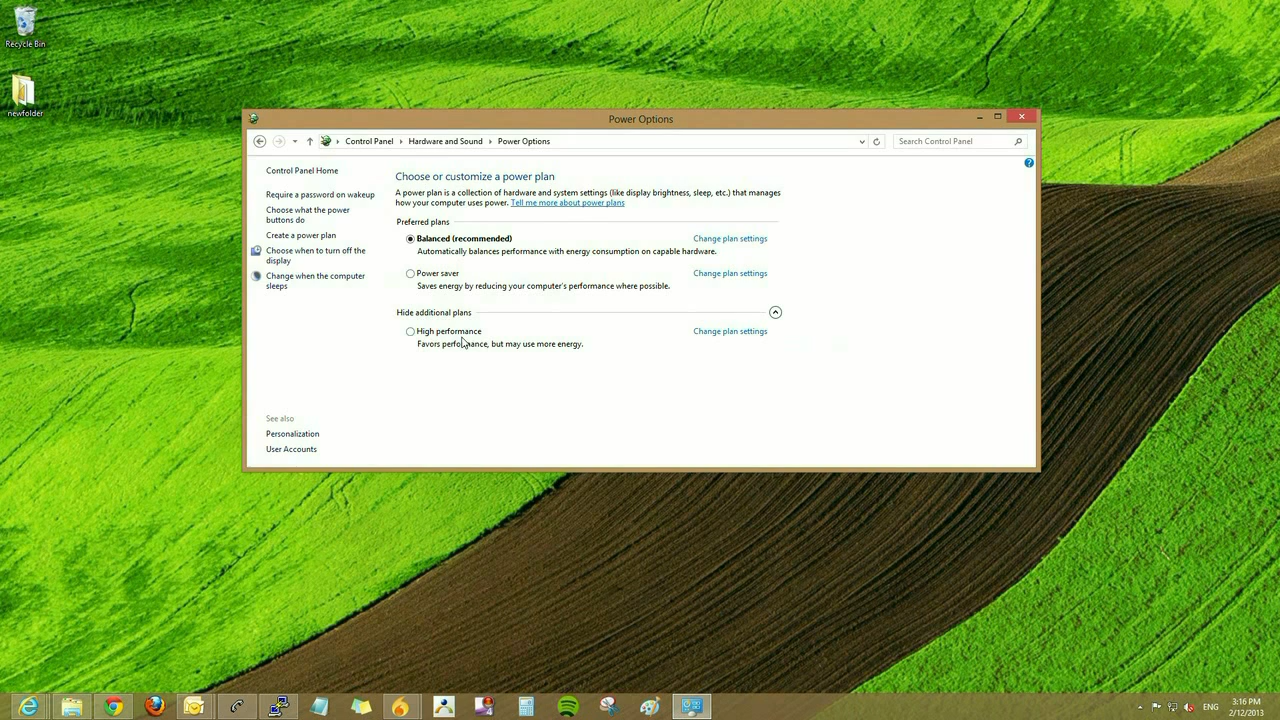 Recycle Bin
newfolder
Power Options
Control Panel
Hardware and Sound
Power Options
Search Control Panel
Control Panel Home
Require a password on wakeup
Choose what the power
buttons do
Create a power plan
Choose when to turn off the
display
Change when the computer
sleeps
See also
Personalization
User Accounts
Choose or customize a power plan
A power plan is a collection of hardware and system settings (like display brightness, sleep, etc.) that manages
how your computer uses power. Tell me more about power plans
Preferred plans
Balanced (recommended) Change plan settings
Automatically balances performance with energy consumption on capable hardware.
Power saver Change plan settings
Saves energy by reducing your computer's performance where possible.
Hide additional plans
High performance Change plan settings
Favors performance, but may use more energy.
ENG
3:16 PM
2/12/2013